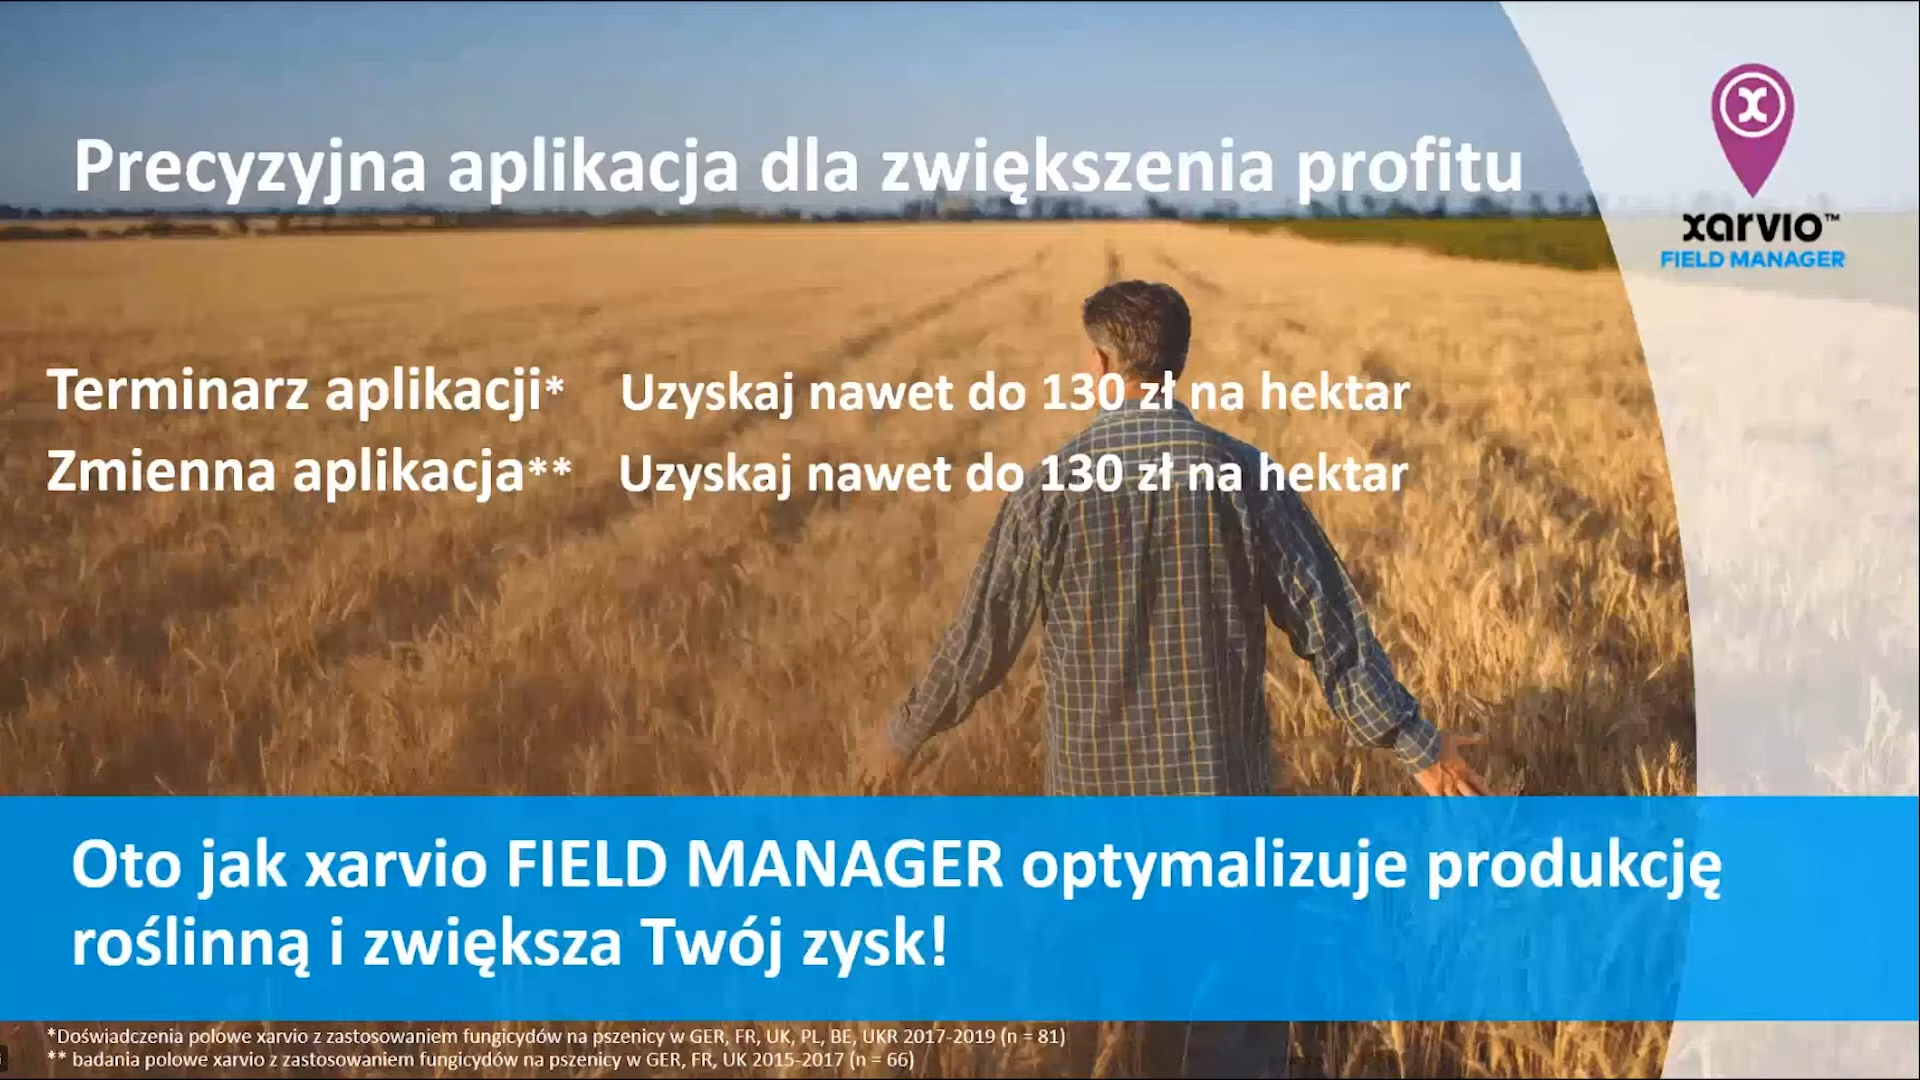 Precyzyjna aplikacja dla zwiększenia profitu
xarvio™
FIELD MANAGER
Terminarz aplikacji* Uzyskaj nawet do 130 zł na hektar
Zmienna aplikacja** Uzyskaj nawet do 130 zł na hektar
Oto jak xarvio FIELD MANAGER optymalizuje produkcję
roślinną i zwiększa Twój zysk!
*Doświadczenia polowe xarvio z zastosowaniem fungicydów na pszenicy w GER, FR, UK, PL, BE, UKR 2017-2019 (n = 81)
** badania polowe xarvio z zastosowaniem fungicydów na pszenicy w GER, FR, UK 2015-2017 (n = 66)